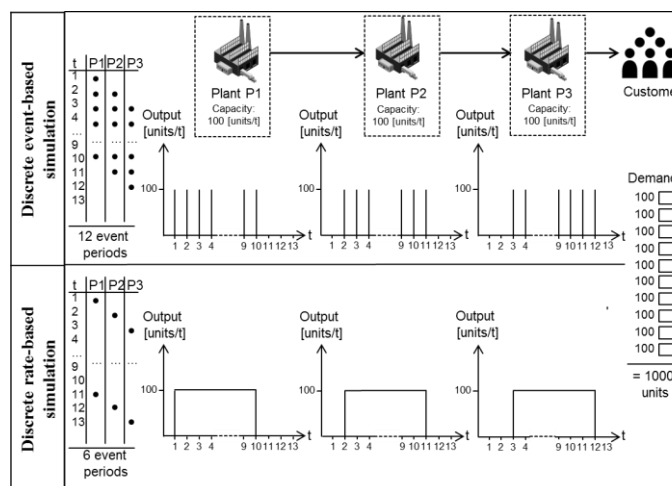 Discrete event-based
simulation
t P1 P2 P3
1
2
3
4
...
9 ... ... ...
10
11
12
13
12 event
periods
Plant P1
Capacity:
100 [units/t]
Plant P2
Capacity:
100 [units/t]
Plant P3
Capacity:
100 [units/t]
Custome
Output
[units/t]
100
1 2 3 4 9 10 11 12 13
t
Output
[units/t]
100
1 2 3 4 9 10 11 12 13
t
Output
[units/t]
100
1 2 3 4 9 10 11 12 13
t
Demand
100
100
100
100
100
100
100
100
100
100
= 1000
units
Discrete rate-based
simulation
t P1 P2 P3
1
2
3
4
...
9 ... ... ...
10
11
12
13
6 event
periods
Output
[units/t]
100
1 2 3 4 9 10 11 12 13
t
Output
[units/t]
100
1 2 3 4 9 10 11 12 13
t
Output
[units/t]
100
1 2 3 4 9 10 11 12 13
t